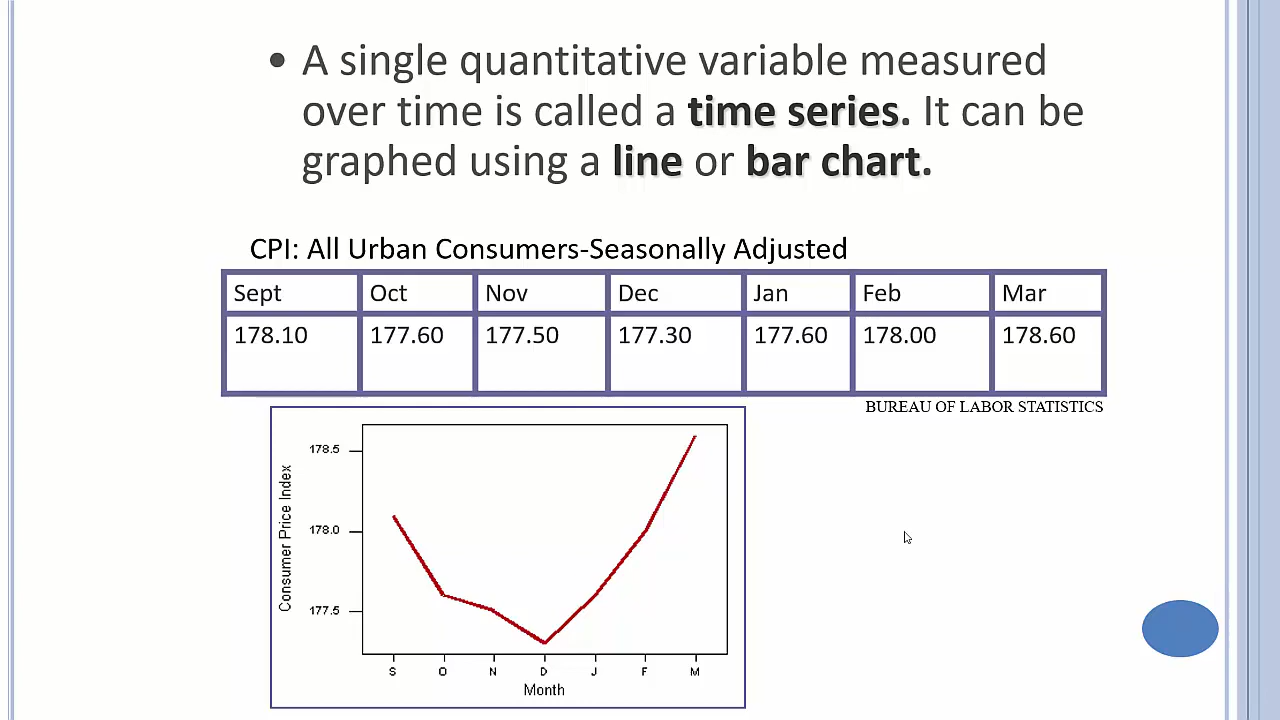 • A single quantitative variable measured
over time is called a time series. It can be
graphed using a line or bar chart.
CPI: All Urban Consumers-Seasonally Adjusted
Sept Oct Nov Dec Jan Feb Mar
178.10 177.60 177.50 177.30 177.60 178.00 178.60
BUREAU OF LABOR STATISTICS
Consumer Price Index
178.5
178.0
177.5
S O N D J F M
Month